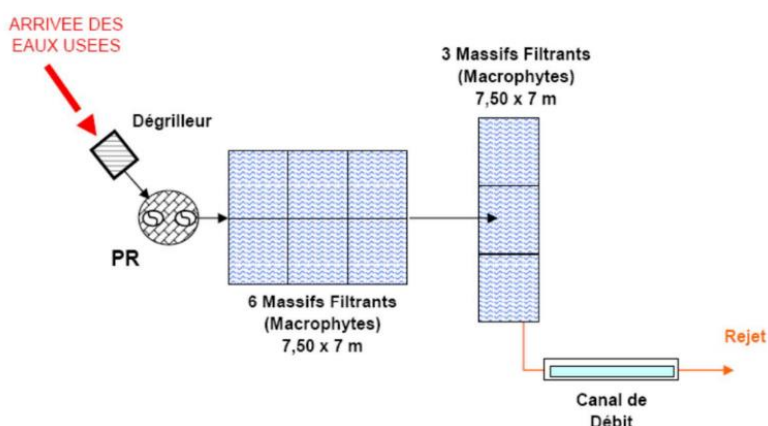 ARRIVEE DES
EAUX USEES
Dégrilleur
PR
6 Massifs Filtrants
(Macrophytes)
7,50 x 7 m
3 Massifs Filtrants
(Macrophytes)
7,50 x 7 m
Rejet
Canal de
Débit